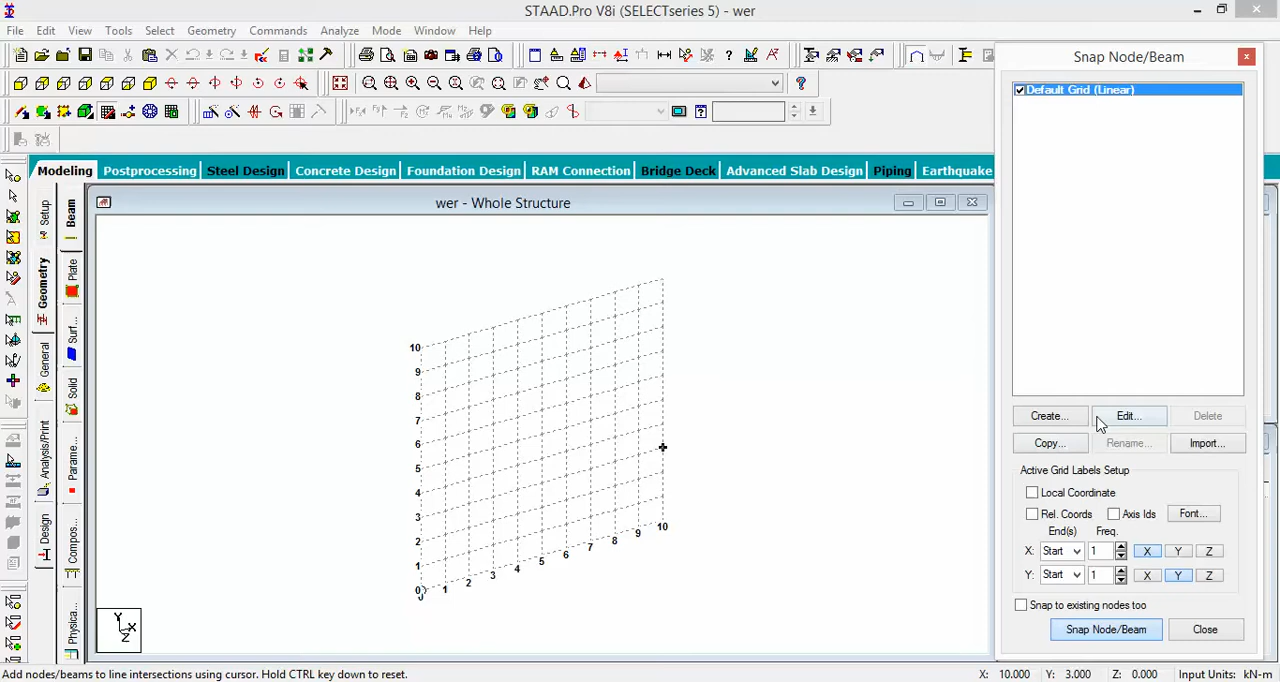 STAAD.Pro V8i (SELECTseries 5) - wer
File Edit View Tools Select Geometry Commands Analyze Mode Window Help
Snap Node/Beam
Default Grid (Linear)
Modeling Postprocessing Steel Design Concrete Design Foundation Design RAM Connection Bridge Deck Advanced Slab Design Piping Earthquake
Setup
Geometry
General
Analysis/Print
Design
Beam
Plate
Surf...
Solid
Parame...
Compos...
Physica...
wer - Whole Structure
10
9
8
7
6
5
4
3
2
1
0
0 1 2 3 4 5 6 7 8 9 10
Y
X
Z
Create... Edit... Delete
Copy... Rename... Import...
Active Grid Labels Setup
Local Coordinate
Rel. Coords Axis Ids Font...
End(s) Freq.
X: Start 1 X Y Z
Y: Start 1 X Y Z
Snap to existing nodes too
Snap Node/Beam Close
Add nodes/beams to line intersections using cursor. Hold CTRL key down to reset. X: 10.000 Y: 3.000 Z: 0.000 Input Units: kN-m